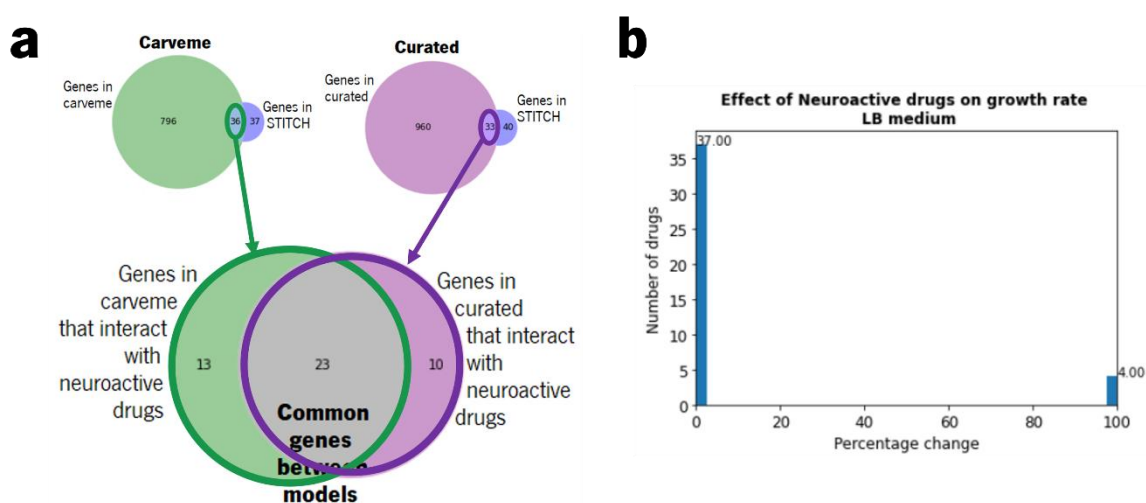 a
Carveme
Genes in
carveme
796
36
37
Genes in
STITCH
Curated
Genes in
curated
960
33
40
Genes in
STITCH
Genes in
carveme
that interact
with
neuroactive
drugs
13
23
10
Common
genes
between
models
Genes in
curated
that interact
with
neuroactive
drugs
b
Effect of Neuroactive drugs on growth rate
LB medium
37.00
4.00
Number of drugs
35
30
25
20
15
10
5
0
0 20 40 60 80 100
Percentage change